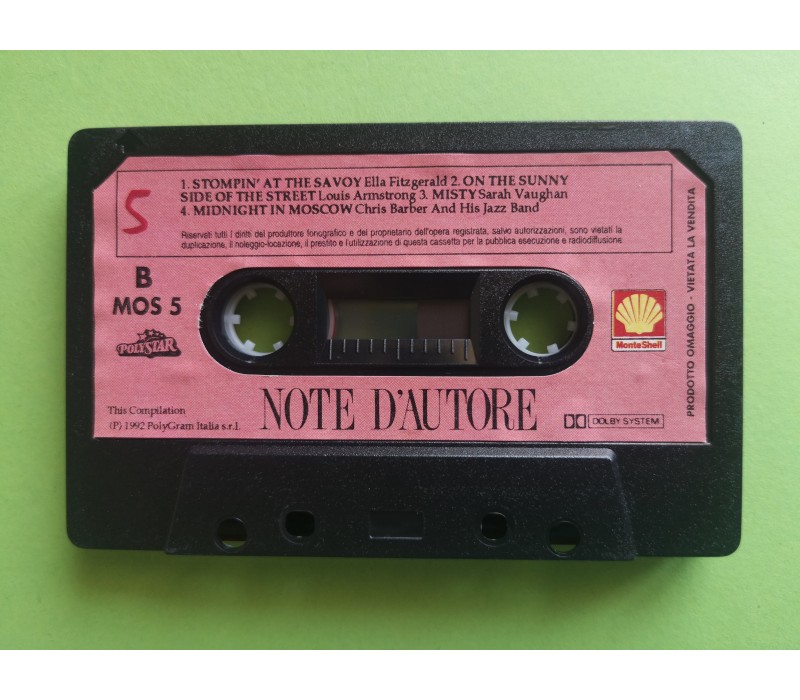 5
1. STOMPIN' AT THE SAVOY Ella Fitzgerald 2. ON THE SUNNY
SIDE OF THE STREET Louis Armstrong 3. MISTY Sarah Vaughan
4. MIDNIGHT IN MOSCOW Chris Barber And His Jazz Band
Riservati tutti i diritti del produttore fonografico e del proprietario dell'opera registrata, salvo autorizzazioni, sono vietati la
duplicazione, il noleggio-locazione, il prestito e l'utilizzazione di questa cassetta per la pubblica esecuzione e radiodiffusione
B
MOS 5
POLYSTAR
MonteShell
PRODOTTO OMAGGIO - VIETATA LA VENDITA
This Compilation
(P) 1992 PolyGram Italia s.r.l.
NOTE D'AUTORE
DOLBY SYSTEM